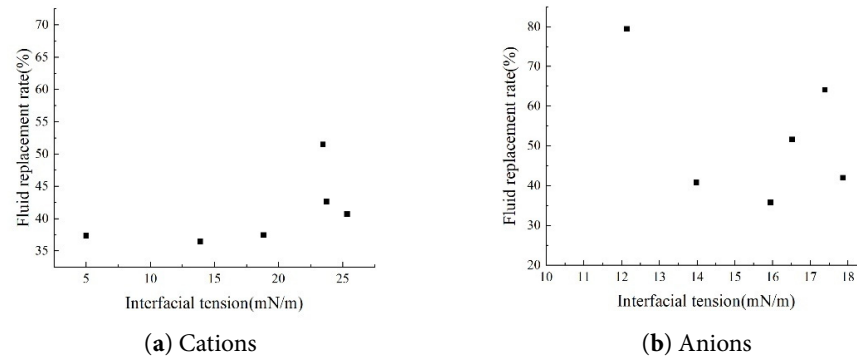 70
65
60
55
50
45
40
35
Fluid replacement rate(%)
5 10 15 20 25
Interfacial tension(mN/m)
(a) Cations
80
70
60
50
40
30
20
Fluid replacement rate(%)
10 11 12 13 14 15 16 17 18
Interfacial tension(mN/m)
(b) Anions